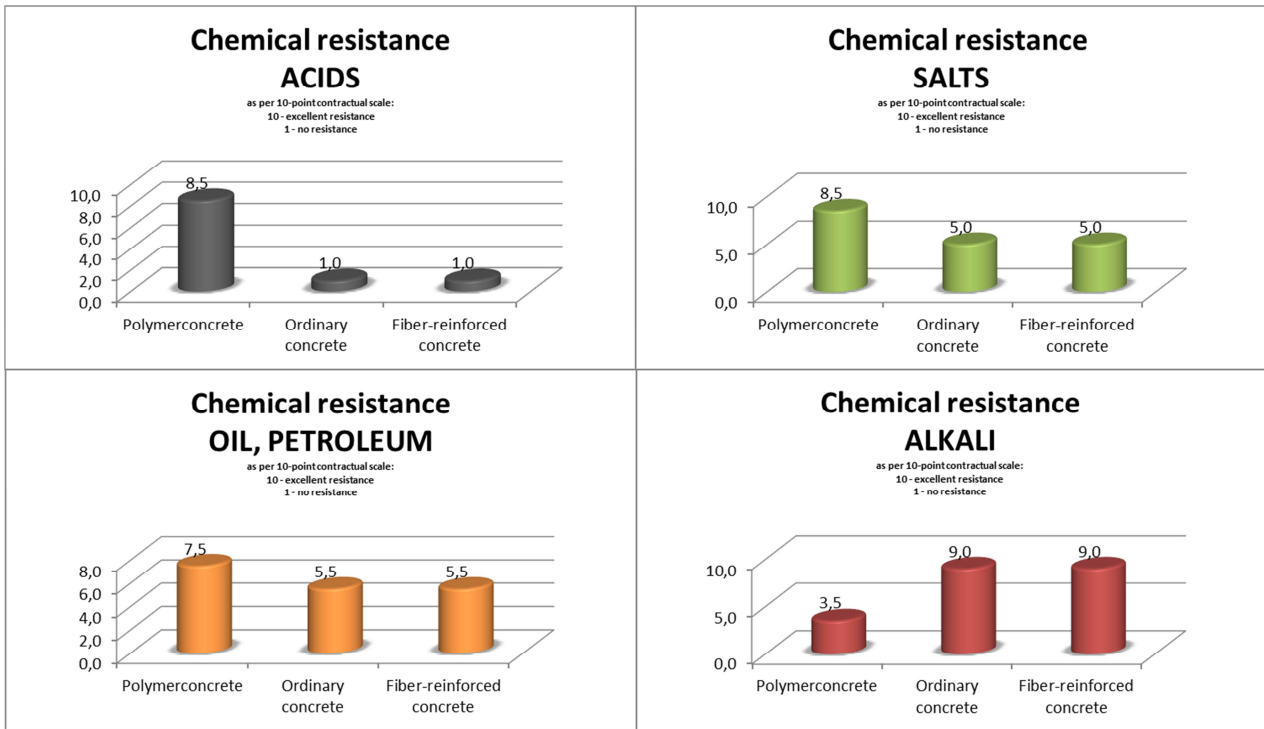 Chemical resistance
ACIDS
as per 10-point contractual scale:
10 - excellent resistance
1 - no resistance
8,5
1,0
1,0
10,0
8,0
6,0
4,0
2,0
0,0
Polymerconcrete
Ordinary
concrete
Fiber-reinforced
concrete
Chemical resistance
SALTS
as per 10-point contractual scale:
10 - excellent resistance
1 - no resistance
8,5
5,0
5,0
10,0
5,0
0,0
Polymerconcrete
Ordinary
concrete
Fiber-reinforced
concrete
Chemical resistance
OIL, PETROLEUM
as per 10-point contractual scale:
10 - excellent resistance
1 - no resistance
7,5
5,5
5,5
8,0
6,0
4,0
2,0
0,0
Polymerconcrete
Ordinary
concrete
Fiber-reinforced
concrete
Chemical resistance
ALKALI
as per 10-point contractual scale:
10 - excellent resistance
1 - no resistance
3,5
9,0
9,0
10,0
5,0
0,0
Polymerconcrete
Ordinary
concrete
Fiber-reinforced
concrete